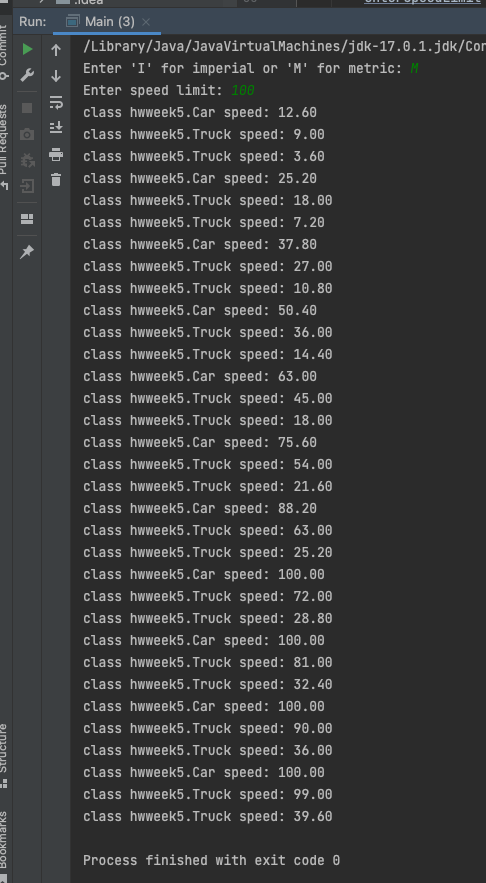 .idea
Run: Main (3) ×
/Library/Java/JavaVirtualMachines/jdk-17.0.1.jdk/Con
Enter 'I' for imperial or 'M' for metric: M
Enter speed limit: 100
class hwweek5.Car speed: 12.60
class hwweek5.Truck speed: 9.00
class hwweek5.Truck speed: 3.60
class hwweek5.Car speed: 25.20
class hwweek5.Truck speed: 18.00
class hwweek5.Truck speed: 7.20
class hwweek5.Car speed: 37.80
class hwweek5.Truck speed: 27.00
class hwweek5.Truck speed: 10.80
class hwweek5.Car speed: 50.40
class hwweek5.Truck speed: 36.00
class hwweek5.Truck speed: 14.40
class hwweek5.Car speed: 63.00
class hwweek5.Truck speed: 45.00
class hwweek5.Truck speed: 18.00
class hwweek5.Car speed: 75.60
class hwweek5.Truck speed: 54.00
class hwweek5.Truck speed: 21.60
class hwweek5.Car speed: 88.20
class hwweek5.Truck speed: 63.00
class hwweek5.Truck speed: 25.20
class hwweek5.Car speed: 100.00
class hwweek5.Truck speed: 72.00
class hwweek5.Truck speed: 28.80
class hwweek5.Car speed: 100.00
class hwweek5.Truck speed: 81.00
class hwweek5.Truck speed: 32.40
class hwweek5.Car speed: 100.00
class hwweek5.Truck speed: 90.00
class hwweek5.Truck speed: 36.00
class hwweek5.Car speed: 100.00
class hwweek5.Truck speed: 99.00
class hwweek5.Truck speed: 39.60
Process finished with exit code 0
Commit
Pull Requests
Structure
Bookmarks